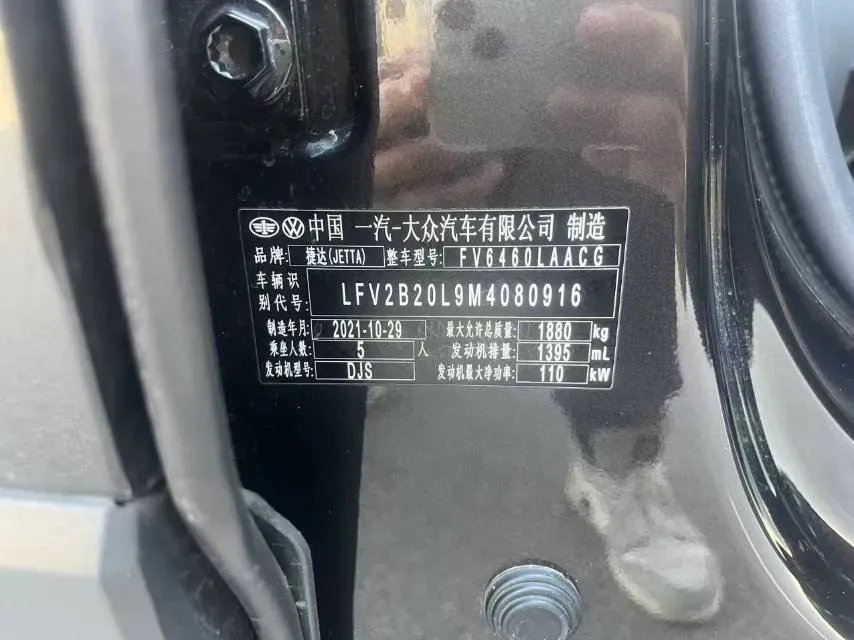 中国 一汽-大众汽车有限公司 制造
品牌: 捷达(JETTA) 整车型号: FV6460LAACG
车辆识别代号: LFV2B20L9M4080916
制造年月: 2021-10-29 最大允许总质量: 1880 kg
乘坐人数: 5 人 发动机排量: 1395 mL
发动机型号: DJS 发动机最大净功率: 110 kW